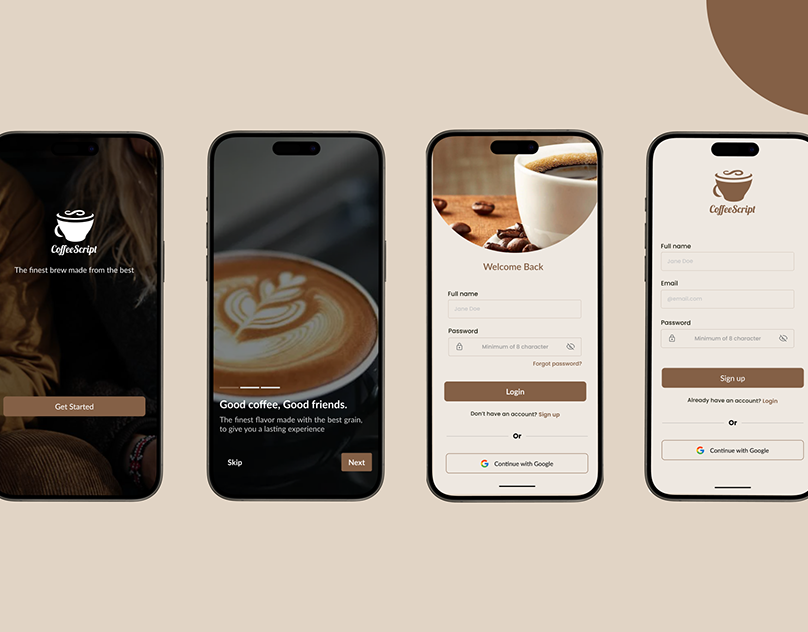 CoffeeScript
The finest brew made from the best
Get Started
Good coffee, Good friends.
The finest flavor made with the best grain,
to give you a lasting experience
Skip
Next
Welcome Back
Full name
Jane Doe
Password
Minimum of 8 character
Forgot password?
Login
Don't have an account? Sign up
Or
Continue with Google
CoffeeScript
Full name
Jane Doe
Email
@email.com
Password
Minimum of 8 character
Sign up
Already have an account? Login
Or
Continue with Google